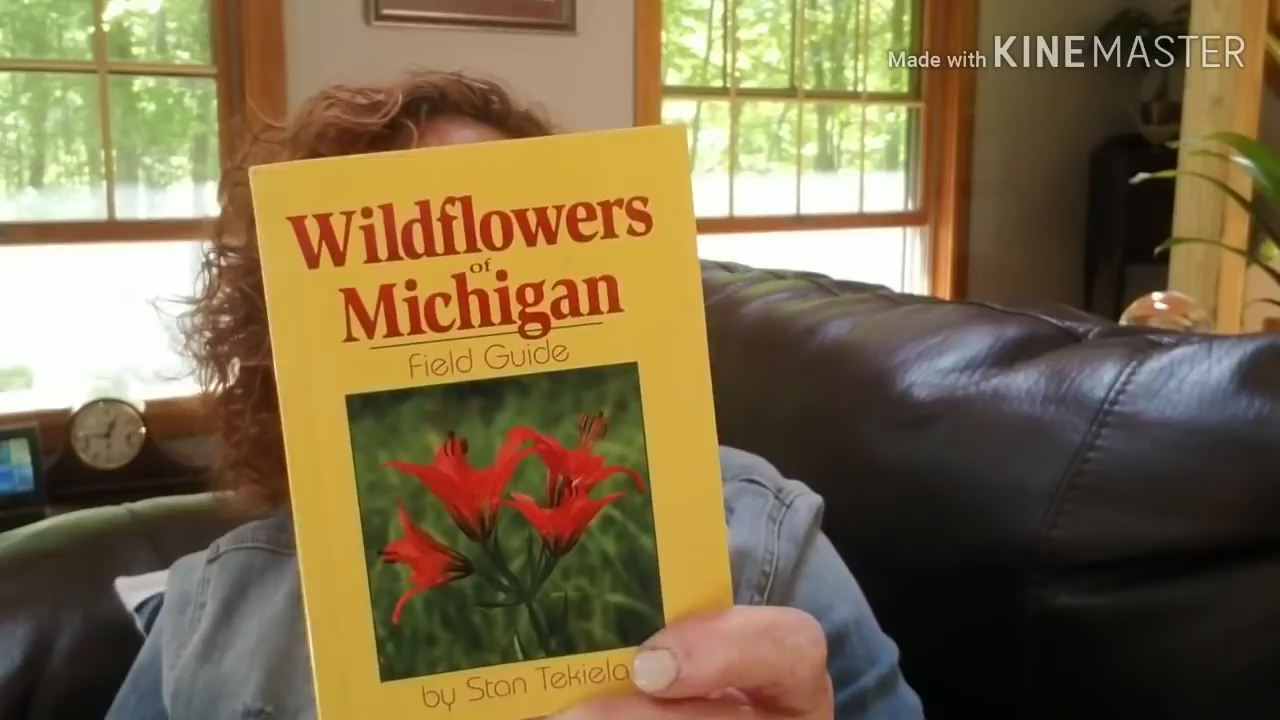 Made with KINEMASTER
Wildflowers
of
Michigan
Field Guide
by Stan Tekiela